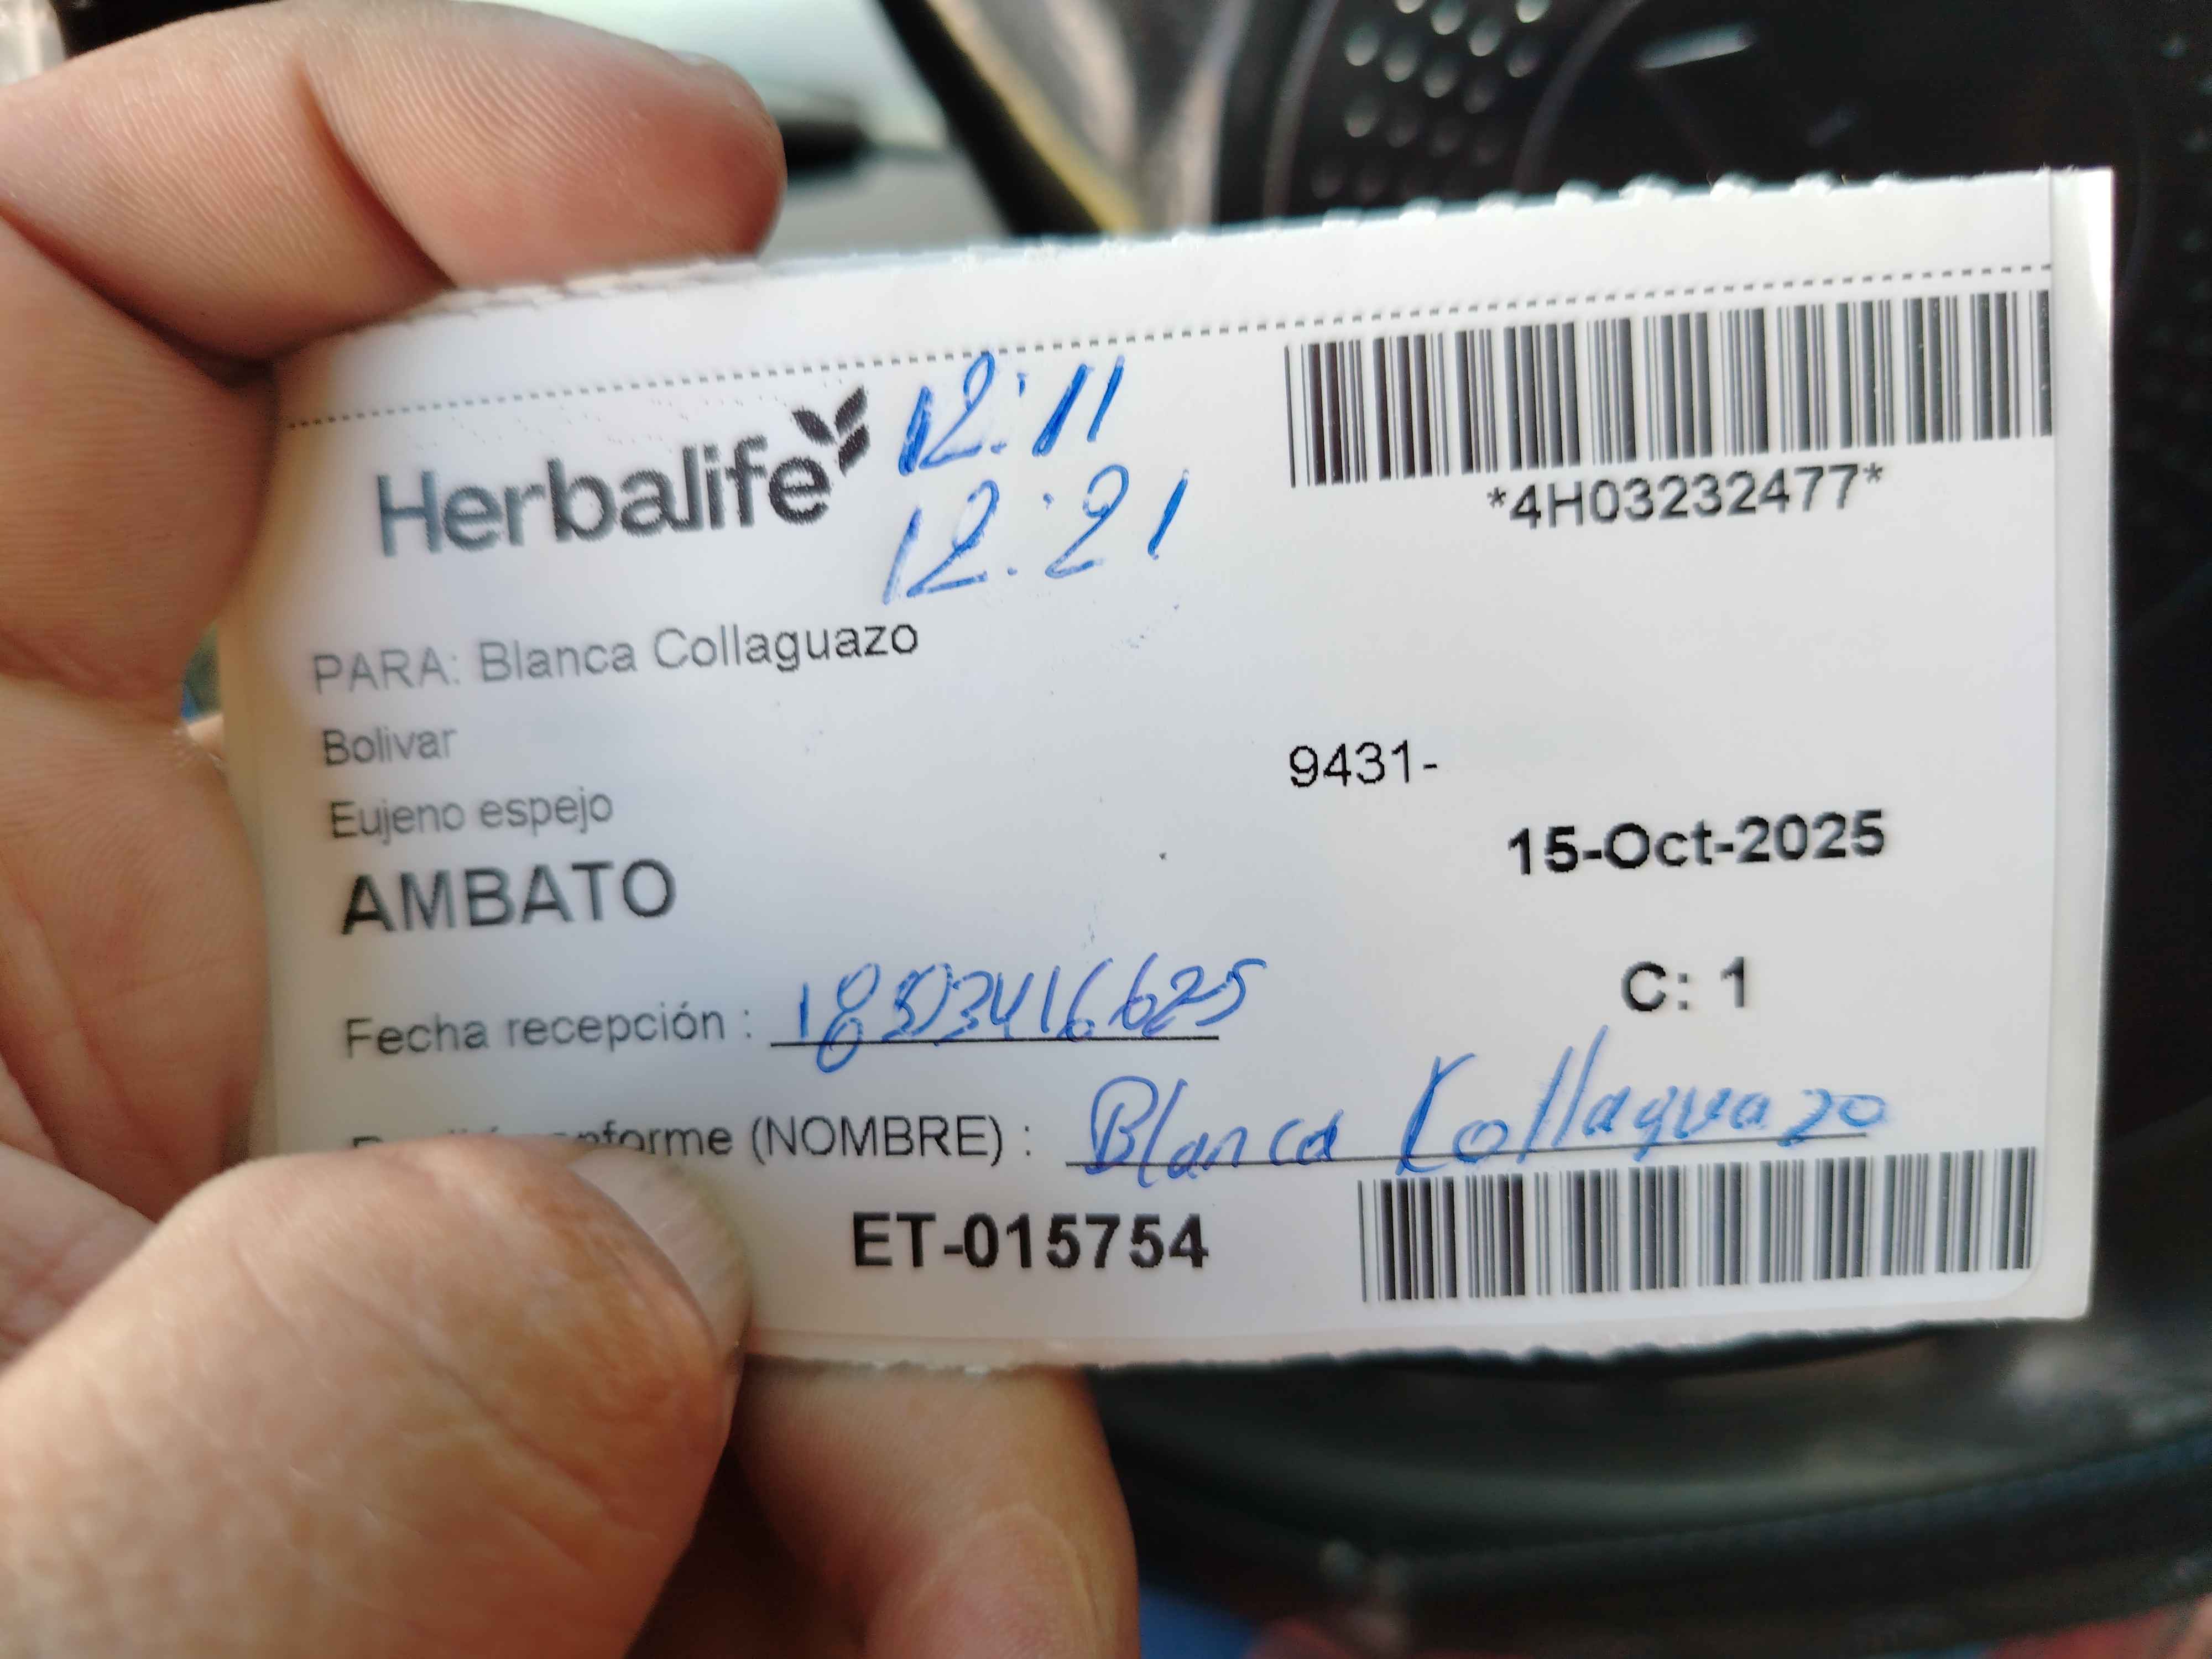 Herbalife
12:11
12:21
*4H03232477*
PARA: Blanca Collaguazo
Bolivar
9431-
Eujeno espejo
15-Oct-2025
AMBATO
C: 1
Fecha recepción :
conforme (NOMBRE) : Blanca Collaguazo
ET-015754